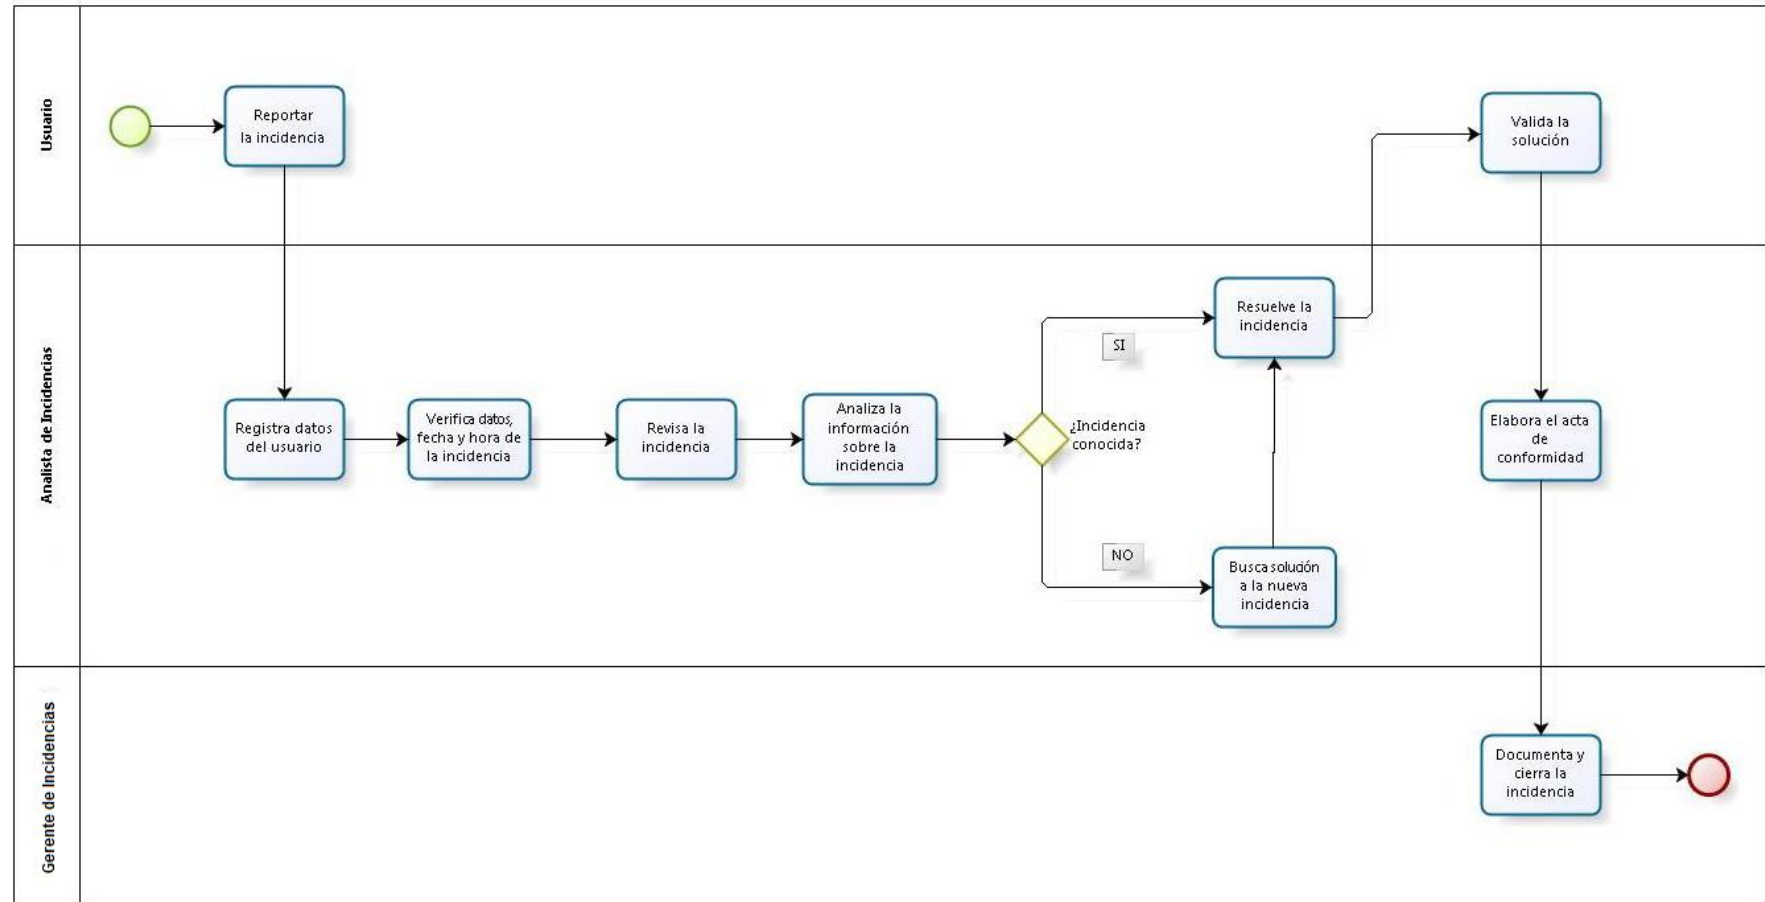 Usuario
Reportar
la incidencia
Valida la
solución
Analista de Incidencias
Registra datos
del usuario
Verifica datos,
fecha y hora de
la incidencia
Revisa la
incidencia
Analiza la
información
sobre la
incidencia
¿Incidencia
conocida?
SI
Resuelve la
incidencia
NO
Busca solución
a la nueva
incidencia
Elabora el acta
de
conformidad
Gerente de Incidencias
Documenta y
cierra la
incidencia